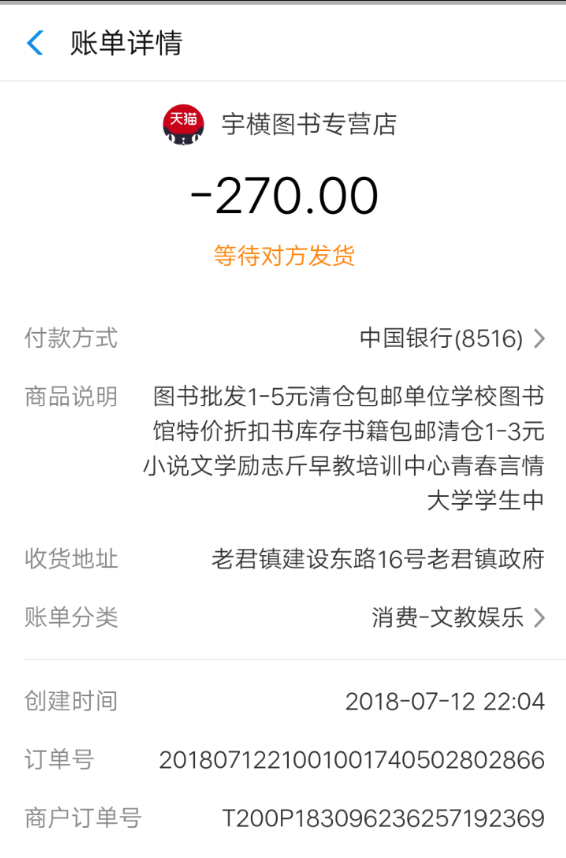 账单详情
天猫
宇横图书专营店
-270.00
等待对方发货
付款方式 中国银行(8516)
商品说明 图书批发1-5元清仓包邮单位学校图书
馆特价折扣书库存书籍包邮清仓1-3元
小说文学励志斤早教培训中心青春言情
大学学生中
收货地址 老君镇建设东路16号老君镇政府
账单分类 消费-文教娱乐
创建时间 2018-07-12 22:04
订单号 2018071221001001740502802866
商户订单号 T200P183096236257192369